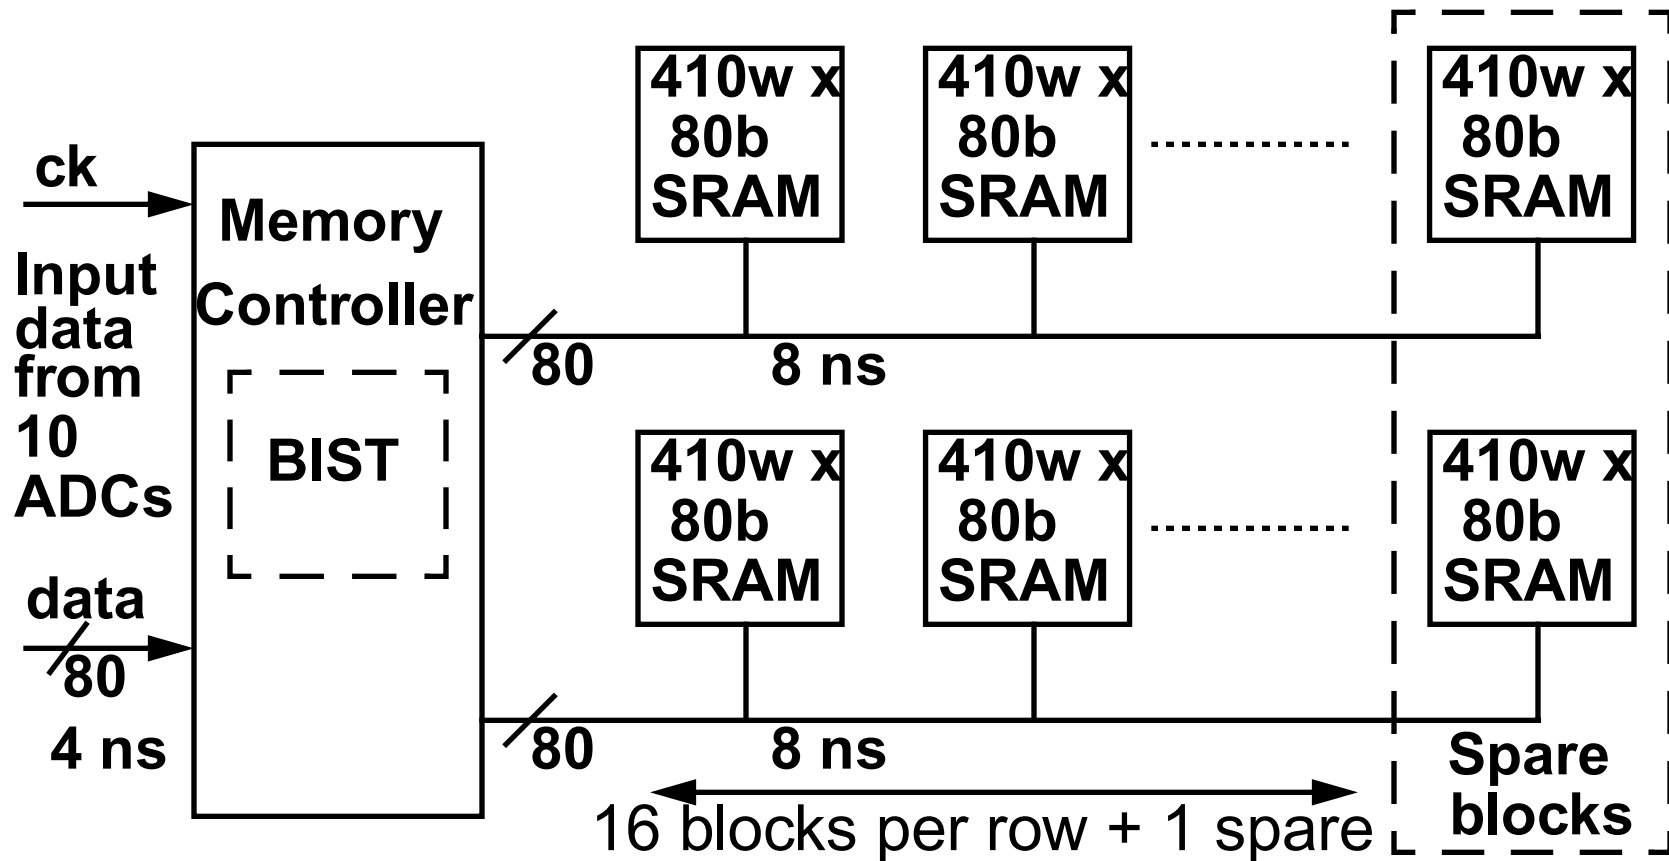 ck
Input
data
from
10
ADCs
data
80
4 ns
Memory
Controller
BIST
410w x
80b
SRAM
410w x
80b
SRAM
410w x
80b
SRAM
80
8 ns
410w x
80b
SRAM
410w x
80b
SRAM
410w x
80b
SRAM
80
8 ns
16 blocks per row + 1 spare
Spare
blocks